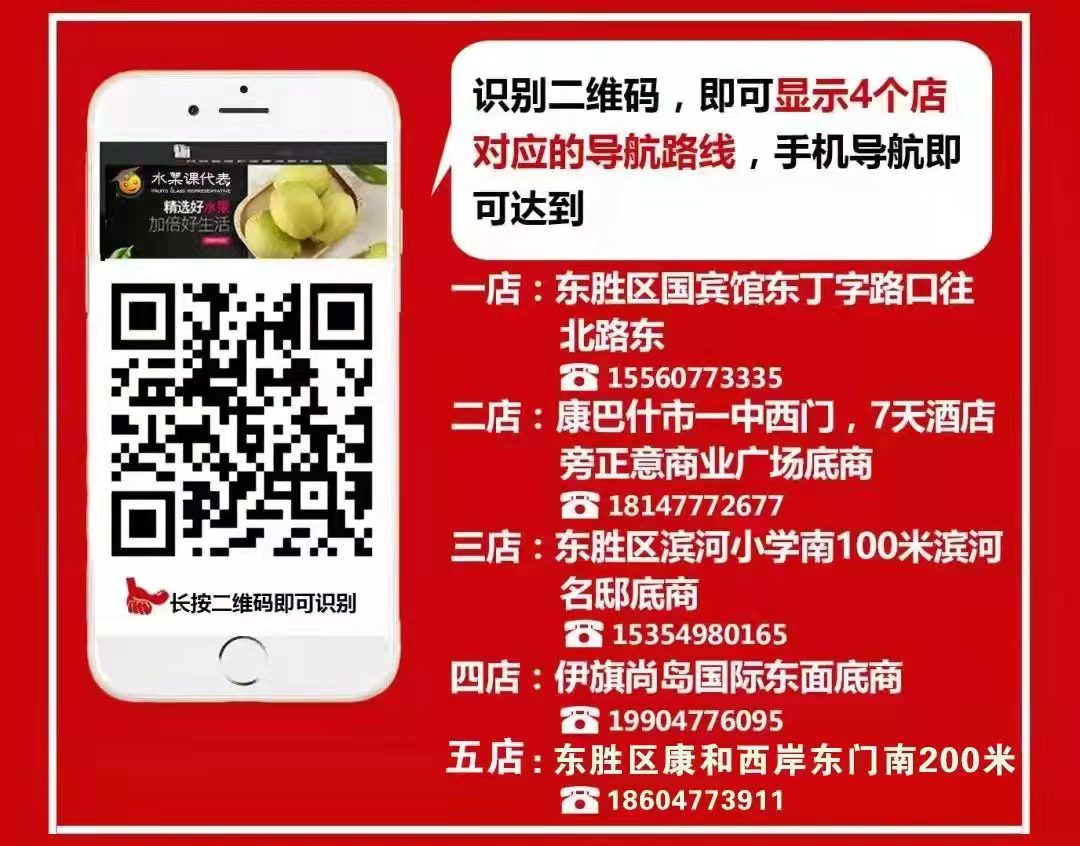 识别二维码，即可显示4个店
对应的导航路线，手机导航即
可达到
水果课代表
FRUITS CLASS REPRESENTATIVE
精选好水果
加倍好生活
长按二维码即可识别
一店：东胜区国宾馆东丁字路口往
北路东
☎ 15560773335
二店：康巴什市一中西门，7天酒店
旁正意商业广场底商
☎ 18147772677
三店：东胜区滨河小学南100米滨河
名邸底商
☎ 15354980165
四店：伊旗尚岛国际东面底商
☎ 19904776095
五店：东胜区康和西岸东门南200米
☎ 18604773911